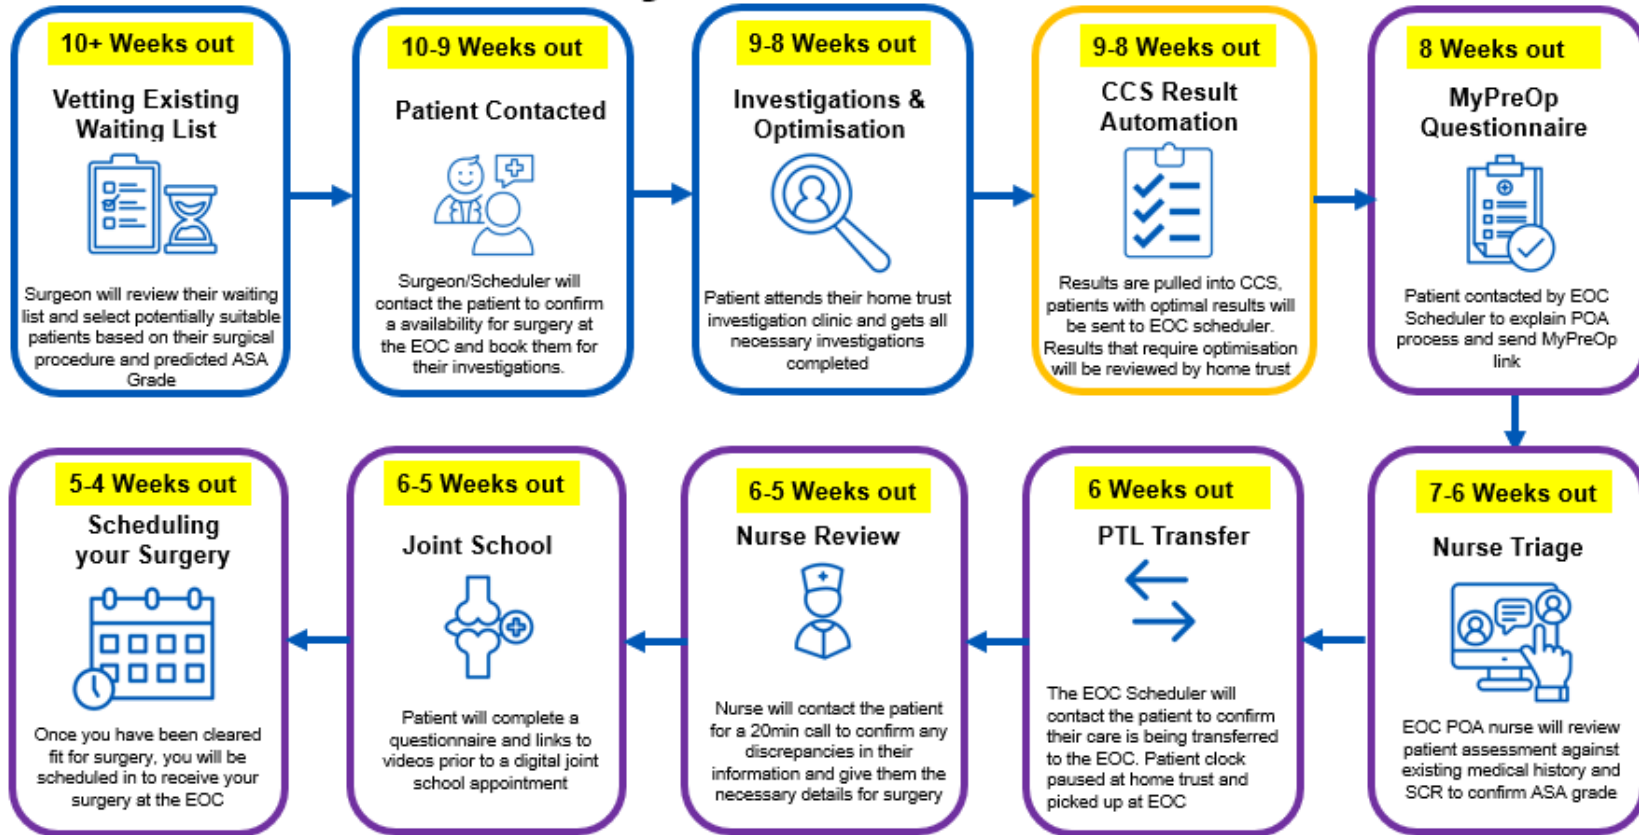 10+ Weeks out
Vetting Existing
Waiting List
Surgeon will review their waiting
list and select potentially suitable
patients based on their surgical
procedure and predicted ASA
Grade
10-9 Weeks out
Patient Contacted
Surgeon/Scheduler will
contact the patient to confirm
a availability for surgery at
the EOC and book them for
their investigations.
9-8 Weeks out
Investigations &
Optimisation
Patient attends their home trust
investigation clinic and gets all
necessary investigations
completed
9-8 Weeks out
CCS Result
Automation
Results are pulled into CCS,
patients with optimal results will
be sent to EOC scheduler.
Results that require optimisation
will be reviewed by home trust
8 Weeks out
MyPreOp
Questionnaire
Patient contacted by EOC
Scheduler to explain POA
process and send MyPreOp
link
7-6 Weeks out
Nurse Triage
EOC POA nurse will review
patient assessment against
existing medical history and
SCR to confirm ASA grade
6 Weeks out
PTL Transfer
The EOC Scheduler will
contact the patient to confirm
their care is being transferred
to the EOC. Patient clock
paused at home trust and
picked up at EOC
6-5 Weeks out
Nurse Review
Nurse will contact the patient
for a 20min call to confirm any
discrepancies in their
information and give them the
necessary details for surgery
6-5 Weeks out
Joint School
Patient will complete a
questionnaire and links to
videos prior to a digital joint
school appointment
5-4 Weeks out
Scheduling
your Surgery
Once you have been cleared
fit for surgery, you will be
scheduled in to receive your
surgery at the EOC